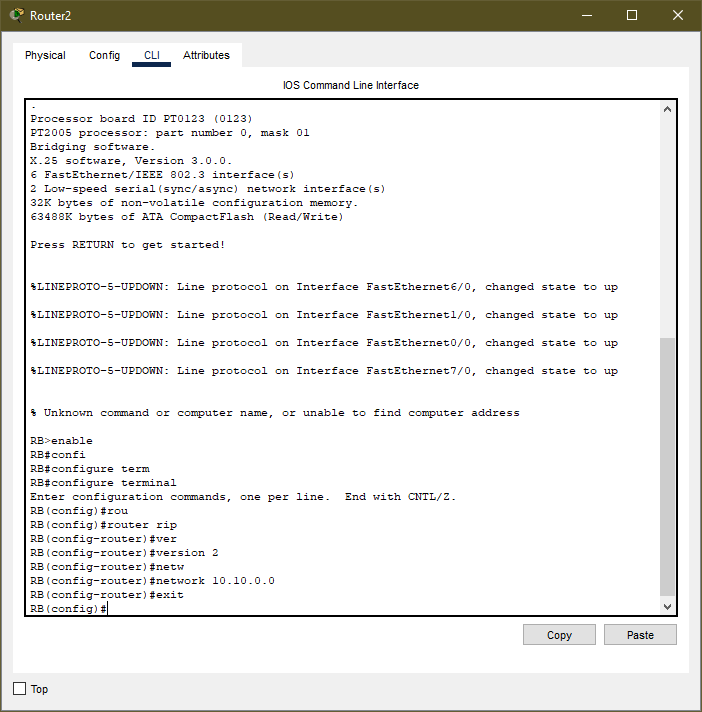 Router2
Physical Config CLI Attributes
IOS Command Line Interface
.
Processor board ID PT0123 (0123)
PT2005 processor: part number 0, mask 01
Bridging software.
X.25 software, Version 3.0.0.
6 FastEthernet/IEEE 802.3 interface(s)
2 Low-speed serial(sync/async) network interface(s)
32K bytes of non-volatile configuration memory.
63488K bytes of ATA CompactFlash (Read/Write)
Press RETURN to get started!
%LINEPROTO-5-UPDOWN: Line protocol on Interface FastEthernet6/0, changed state to up
%LINEPROTO-5-UPDOWN: Line protocol on Interface FastEthernet1/0, changed state to up
%LINEPROTO-5-UPDOWN: Line protocol on Interface FastEthernet0/0, changed state to up
%LINEPROTO-5-UPDOWN: Line protocol on Interface FastEthernet7/0, changed state to up
% Unknown command or computer name, or unable to find computer address
RB>enable
RB#confi
RB#configure term
RB#configure terminal
Enter configuration commands, one per line.  End with CNTL/Z.
RB(config)#rou
RB(config)#router rip
RB(config-router)#ver
RB(config-router)#version 2
RB(config-router)#netw
RB(config-router)#network 10.10.0.0
RB(config-router)#exit
RB(config)#
Copy Paste
Top